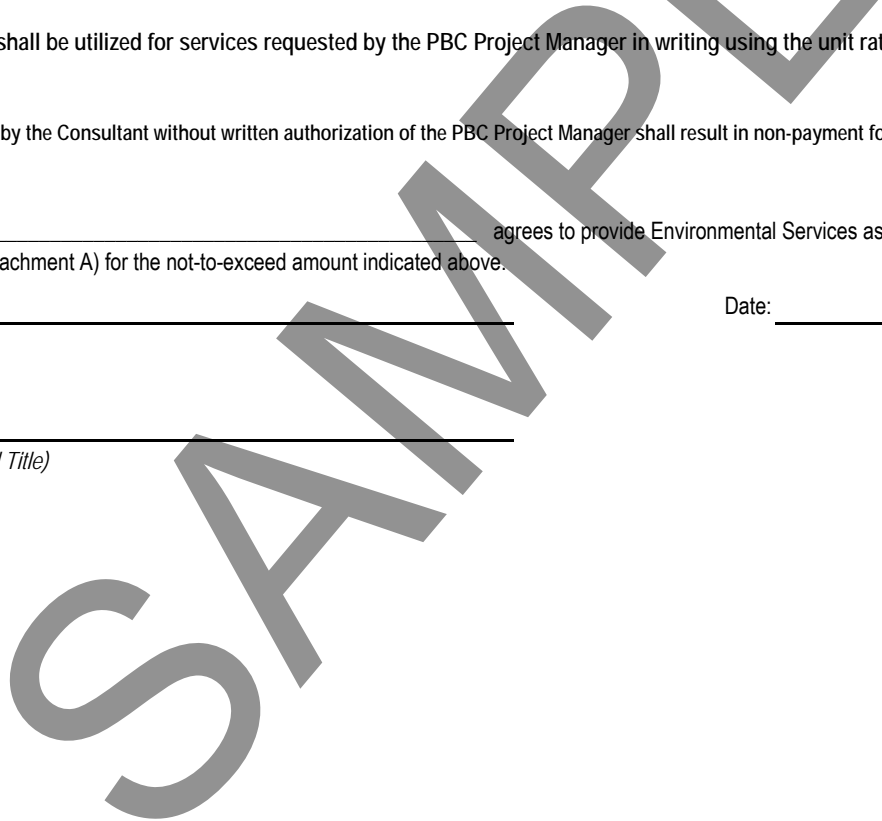 shall be utilized for services requested by the PBC Project Manager in writing using the unit rat
by the Consultant without written authorization of the PBC Project Manager shall result in non-payment fo
agrees to provide Environmental Services as
achment A) for the not-to-exceed amount indicated above.
Date:
Title)
SAMPL